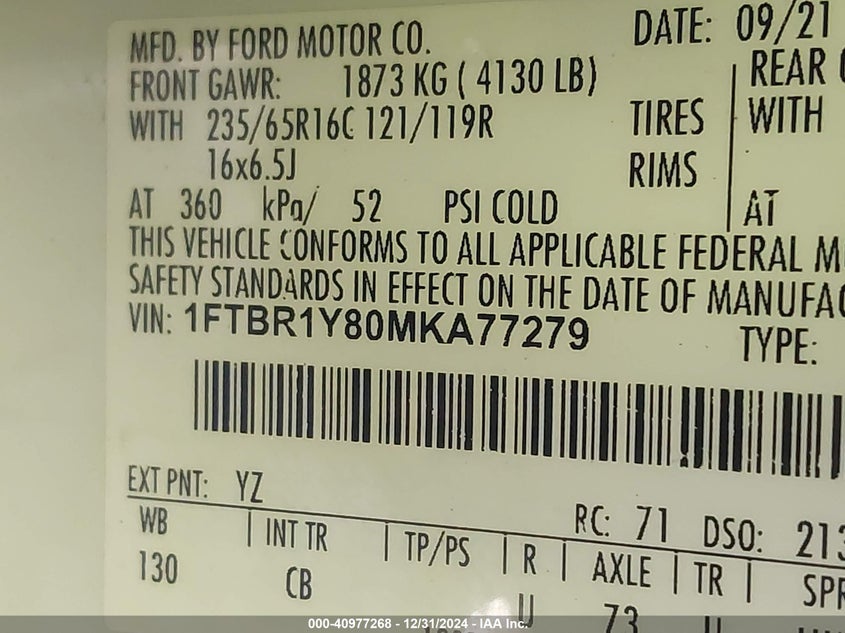 MFD. BY FORD MOTOR CO. DATE: 09/21
FRONT GAWR: 1873 KG ( 4130 LB) REAR
WITH 235/65R16C 121/119R TIRES WITH
16x6.5J RIMS
AT 360 kPa/ 52 PSI COLD AT
THIS VEHICLE CONFORMS TO ALL APPLICABLE FEDERAL M
SAFETY STANDARDS IN EFFECT ON THE DATE OF MANUFAC
VIN: 1FTBR1Y80MKA77279 TYPE:
EXT PNT: YZ RC: 71 DSO: 213
WB INT TR TP/PS R AXLE TR SPR
130 CB U 73 U
000-40977268 - 12/31/2024 - IAA Inc.